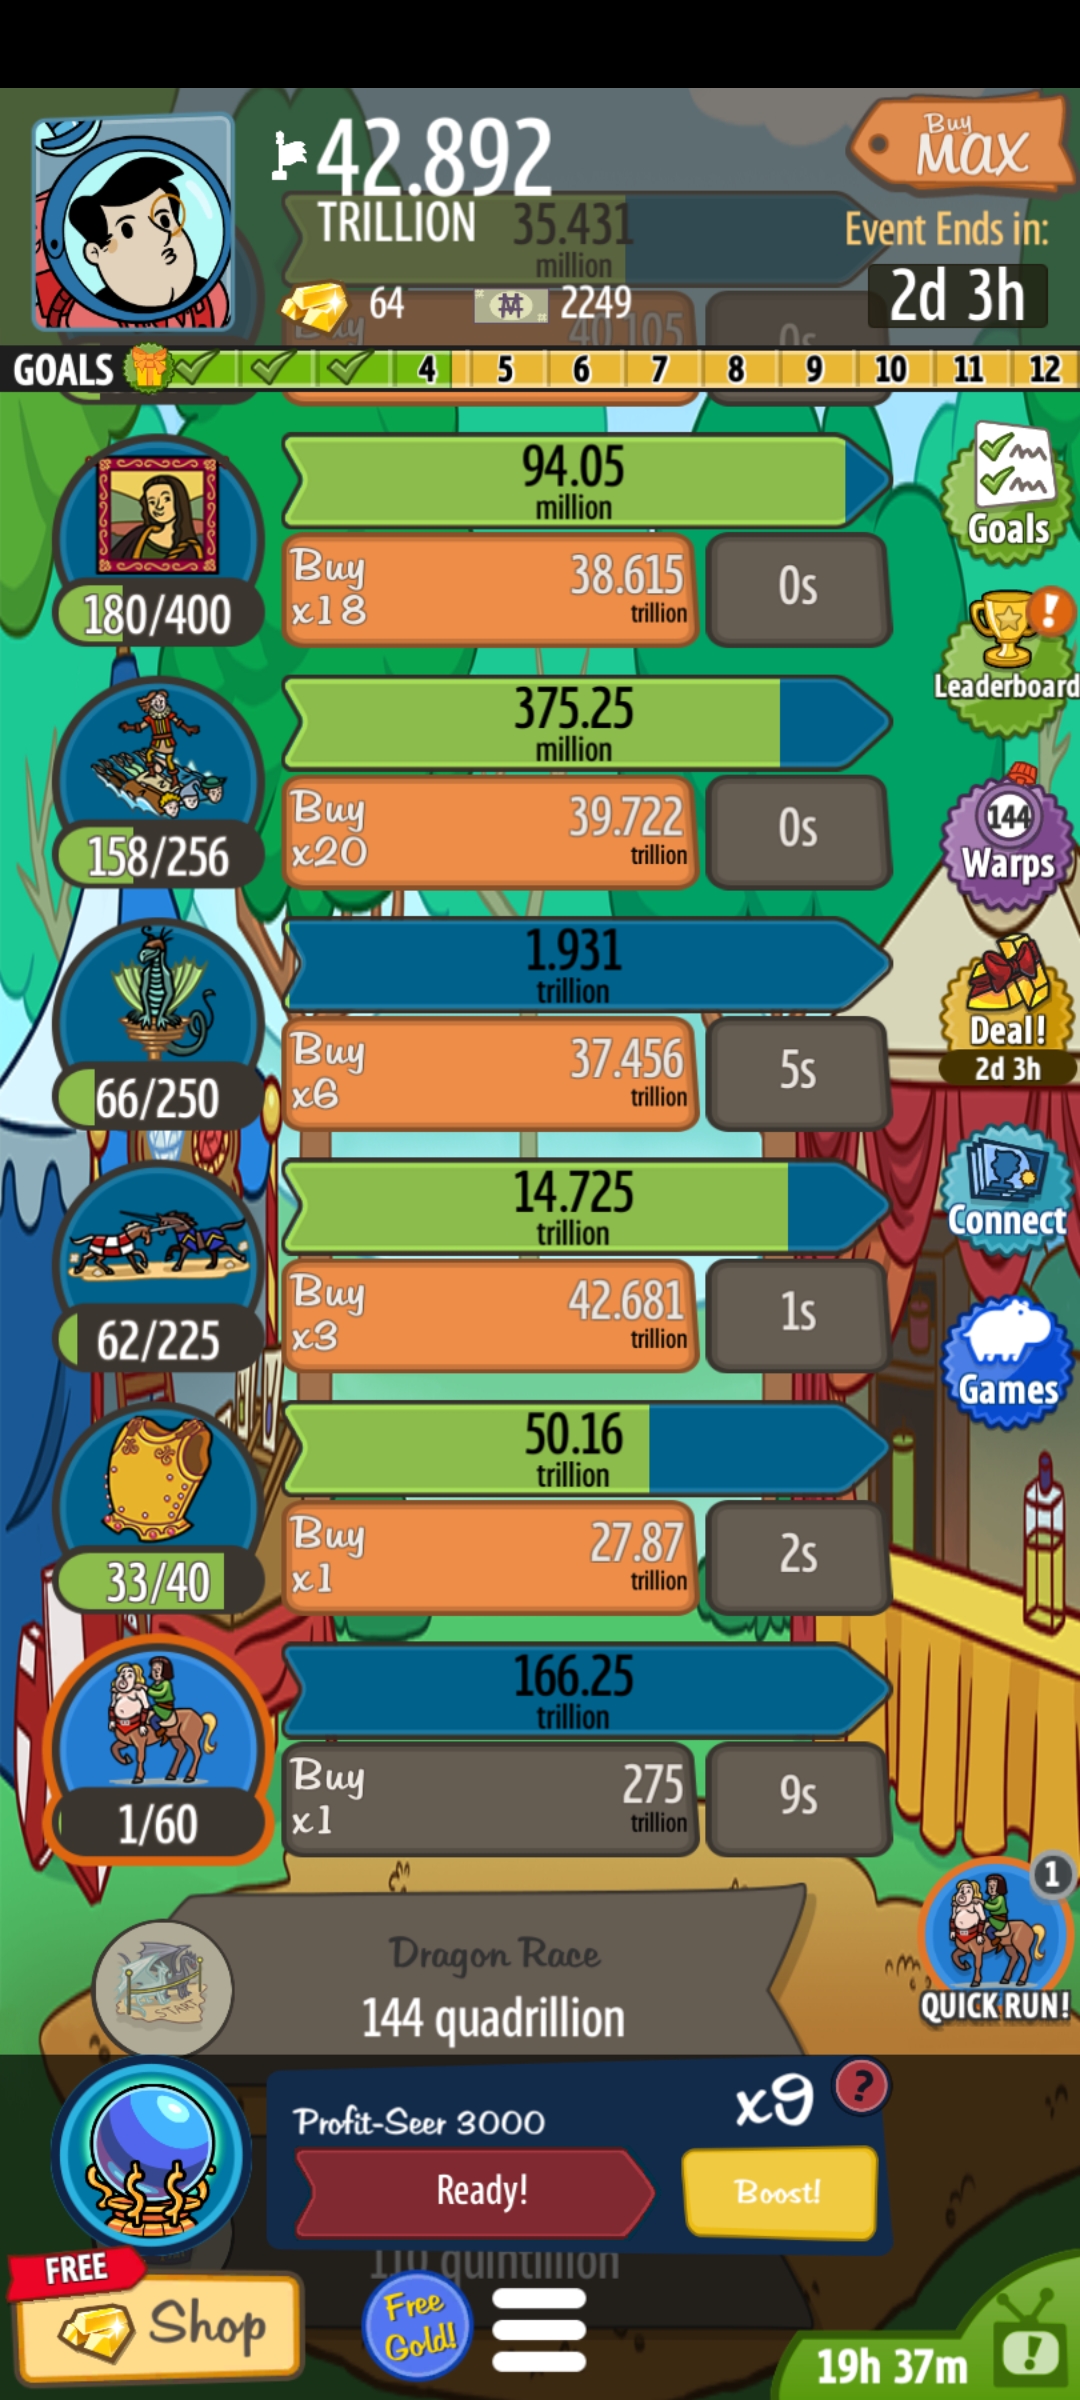 42.892
TRILLION
Buy
MAX
35.431
million
Event Ends in:
2d 3h
64
2249
Buy
40.105
0s
GOALS
4
5
6
7
8
9
10
11
12
94.05
million
180/400
Buy
x18
38.615
trillion
0s
Goals
Leaderboard
375.25
million
158/256
Buy
x20
39.722
trillion
0s
144
Warps
1.931
trillion
66/250
Buy
x6
37.456
trillion
5s
Deal!
2d 3h
14.725
trillion
62/225
Buy
x3
42.681
trillion
1s
Connect
Games
50.16
trillion
33/40
Buy
x1
27.87
trillion
2s
166.25
trillion
1/60
Buy
x1
275
trillion
9s
1
QUICK RUN!
START
Dragon Race
144 quadrillion
Profit-Seer 3000
x9
?
Ready!
Boost!
110 quintillion
FREE
Shop
Free
Gold!
19h 37m